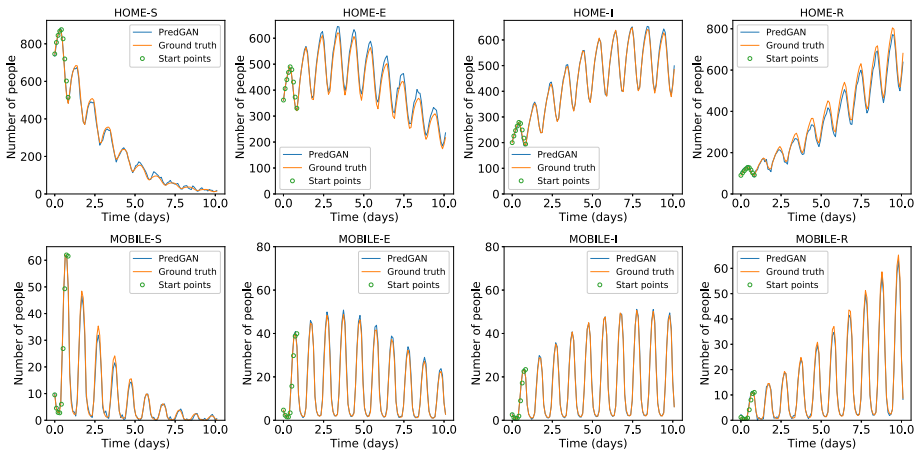 HOME-S
Number of people
800
600
400
200
0
PredGAN
Ground truth
Start points
0.0 2.5 5.0 7.5 10.0
Time (days)
HOME-E
Number of people
600
500
400
300
200
100
0
PredGAN
Ground truth
Start points
0.0 2.5 5.0 7.5 10.0
Time (days)
HOME-I
Number of people
600
500
400
300
200
100
0
PredGAN
Ground truth
Start points
0.0 2.5 5.0 7.5 10.0
Time (days)
HOME-R
Number of people
800
600
400
200
0
PredGAN
Ground truth
Start points
0.0 2.5 5.0 7.5 10.0
Time (days)
MOBILE-S
Number of people
60
50
40
30
20
10
0
PredGAN
Ground truth
Start points
0.0 2.5 5.0 7.5 10.0
Time (days)
MOBILE-E
Number of people
80
60
40
20
0
PredGAN
Ground truth
Start points
0.0 2.5 5.0 7.5 10.0
Time (days)
MOBILE-I
Number of people
80
60
40
20
0
PredGAN
Ground truth
Start points
0.0 2.5 5.0 7.5 10.0
Time (days)
MOBILE-R
Number of people
60
50
40
30
20
10
0
PredGAN
Ground truth
Start points
0.0 2.5 5.0 7.5 10.0
Time (days)